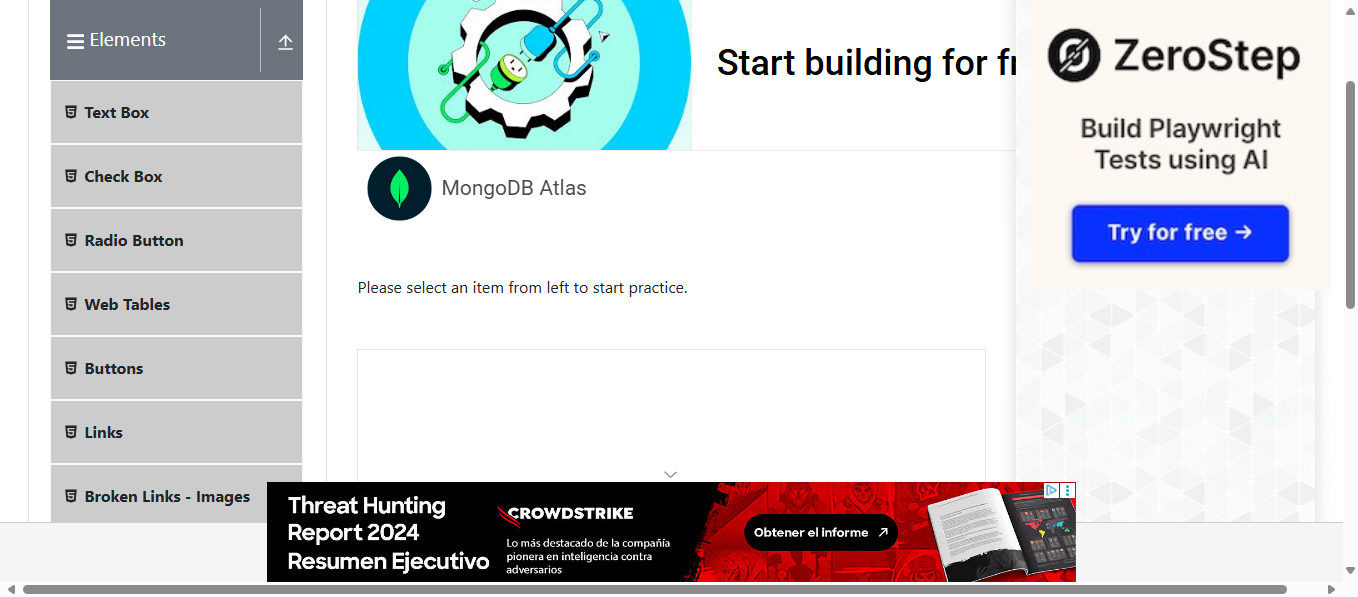 Elements
Text Box
Check Box
Radio Button
Web Tables
Buttons
Links
Broken Links - Images
Start building for fr
MongoDB Atlas
Please select an item from left to start practice.
ZeroStep
Build Playwright
Tests using AI
Try for free →
Threat Hunting
Report 2024
Resumen Ejecutivo
CROWDSTRIKE
Lo más destacado de la compañía
pionera en inteligencia contra
adversarios
Obtener el informe ↗